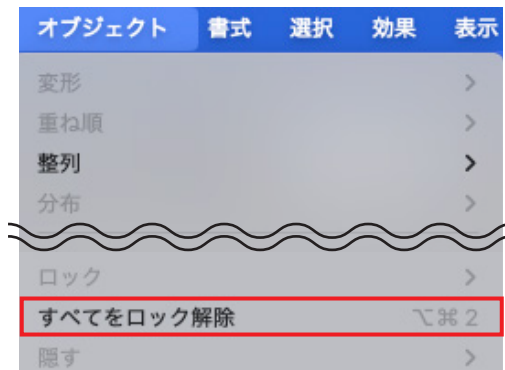 オブジェクト 書式 選択 効果 表示
変形 >
重ね順 >
整列 >
分布 >
ロック >
すべてをロック解除 ⌥⌘2
隠す >